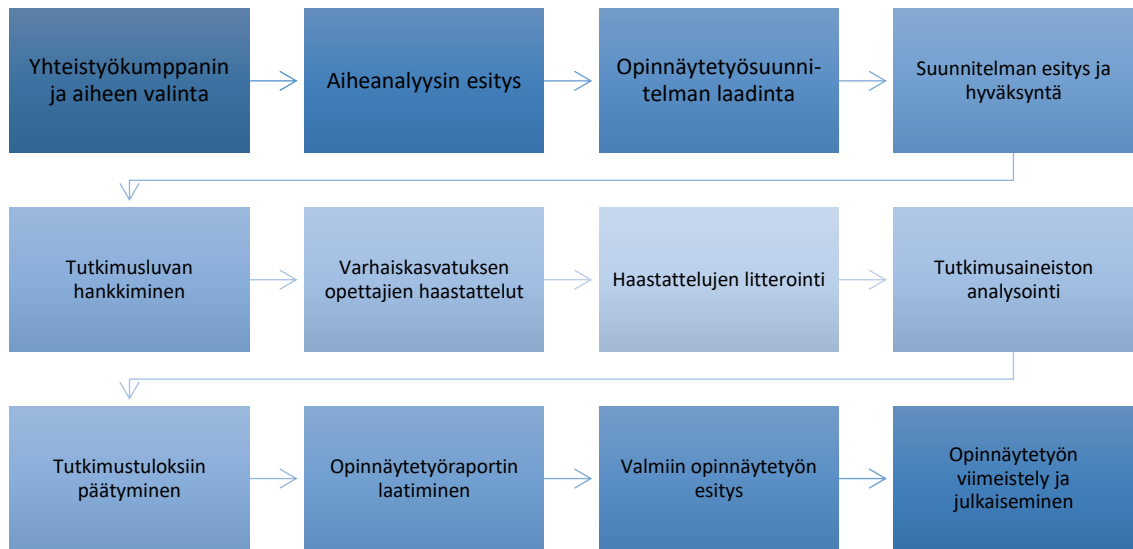 Yhteistyökumppanin
ja aiheen valinta
Aiheanalyysin esitys
Opinnäytetyösuunni-
telman laadinta
Suunnitelman esitys ja
hyväksyntä
Tutkimusluvan
hankkiminen
Varhaiskasvatuksen
opettajien haastattelut
Haastattelujen litterointi
Tutkimusaineiston
analysointi
Tutkimustuloksiin
päätyminen
Opinnäytetyöraportin
laatiminen
Valmiin opinnäytetyön
esitys
Opinnäytetyön
viimeistely ja
julkaiseminen